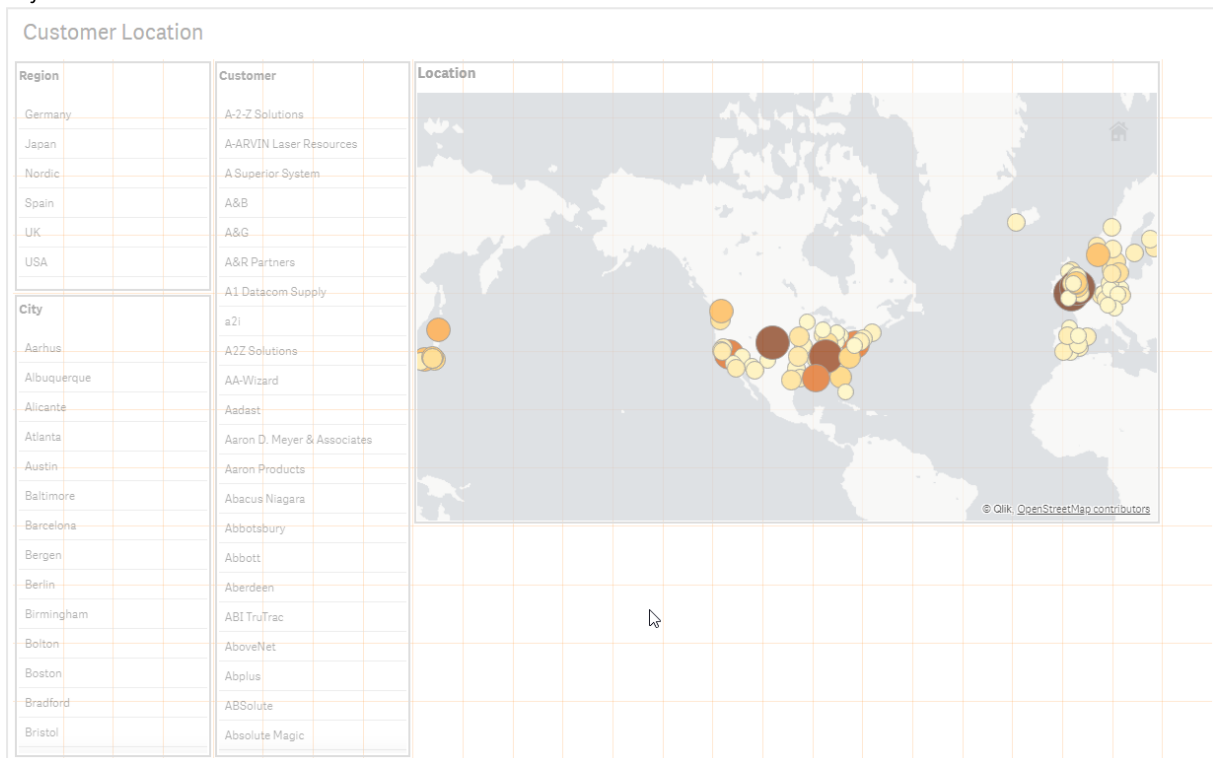 Customer Location
Region
Germany
Japan
Nordic
Spain
UK
USA
City
Aarhus
Albuquerque
Alicante
Atlanta
Austin
Baltimore
Barcelona
Bergen
Berlin
Birmingham
Bolton
Boston
Bradford
Bristol
Customer
A-2-Z Solutions
A-ARVIN Laser Resources
A Superior System
A&B
A&G
A&R Partners
A1 Datacom Supply
a2i
A2Z Solutions
AA-Wizard
Aadast
Aaron D. Meyer & Associates
Aaron Products
Abacus Niagara
Abbotsbury
Abbott
Aberdeen
ABI TruTrac
AboveNet
Abplus
ABSolute
Absolute Magic
Location
© Qlik, OpenStreetMap contributors